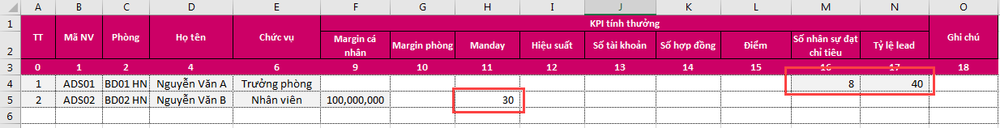 A B C D E F G H I J K L M N O
1 TT Mã NV Phòng Họ tên Chức vụ KPI tính thưởng Ghi chú
2 Margin cá nhân Margin phòng Manday Hiệu suất Số tài khoản Số hợp đồng Điểm Số nhân sự đạt chỉ tiêu Tỷ lệ lead
3 0 1 2 4 6 9 10 11 12 13 14 15 16 17 18
4 1 ADS01 BD01 HN Nguyễn Văn A Trưởng phòng 8 40
5 2 ADS02 BD02 HN Nguyễn Văn B Nhân viên 100,000,000 30
6